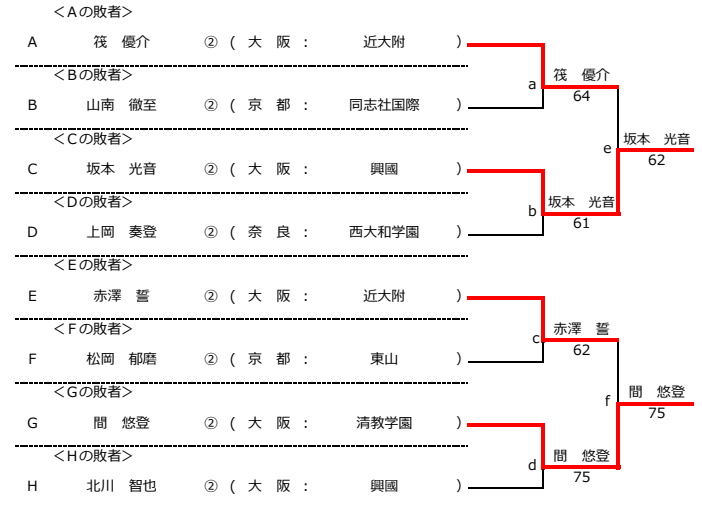 ＜Aの敗者＞
A 筏　優介 ② ( 大　阪 : 近大附 )
＜Bの敗者＞
a 筏　優介
64
B 山南　徹至 ② ( 京　都 : 同志社国際 )
＜Cの敗者＞
e 坂本　光音
62
C 坂本　光音 ② ( 大　阪 : 興國 )
＜Dの敗者＞
b 坂本　光音
61
D 上岡　奏登 ② ( 奈　良 : 西大和学園 )
＜Eの敗者＞
E 赤澤　誓 ② ( 大　阪 : 近大附 )
＜Fの敗者＞
c 赤澤　誓
62
F 松岡　郁磨 ② ( 京　都 : 東山 )
＜Gの敗者＞
f 間　悠登
75
G 間　悠登 ② ( 大　阪 : 清教学園 )
＜Hの敗者＞
d 間　悠登
75
H 北川　智也 ② ( 大　阪 : 興國 )